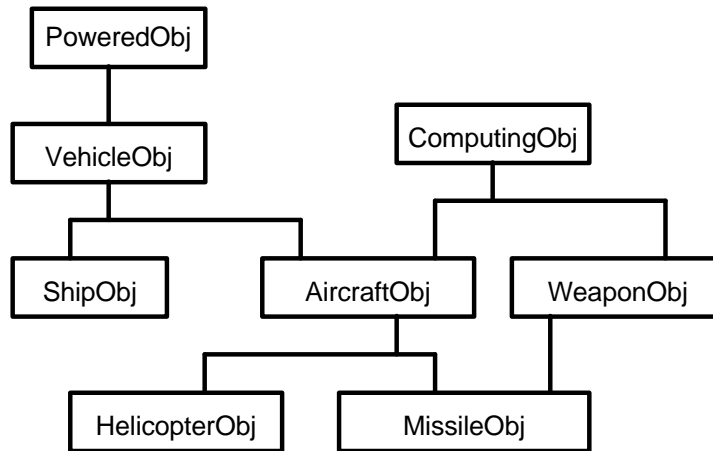 PoweredObj
VehicleObj
ComputingObj
ShipObj
AircraftObj
WeaponObj
HelicopterObj
MissileObj